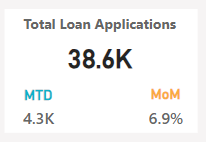 Total Loan Applications
38.6K
MTD MoM
4.3K 6.9%